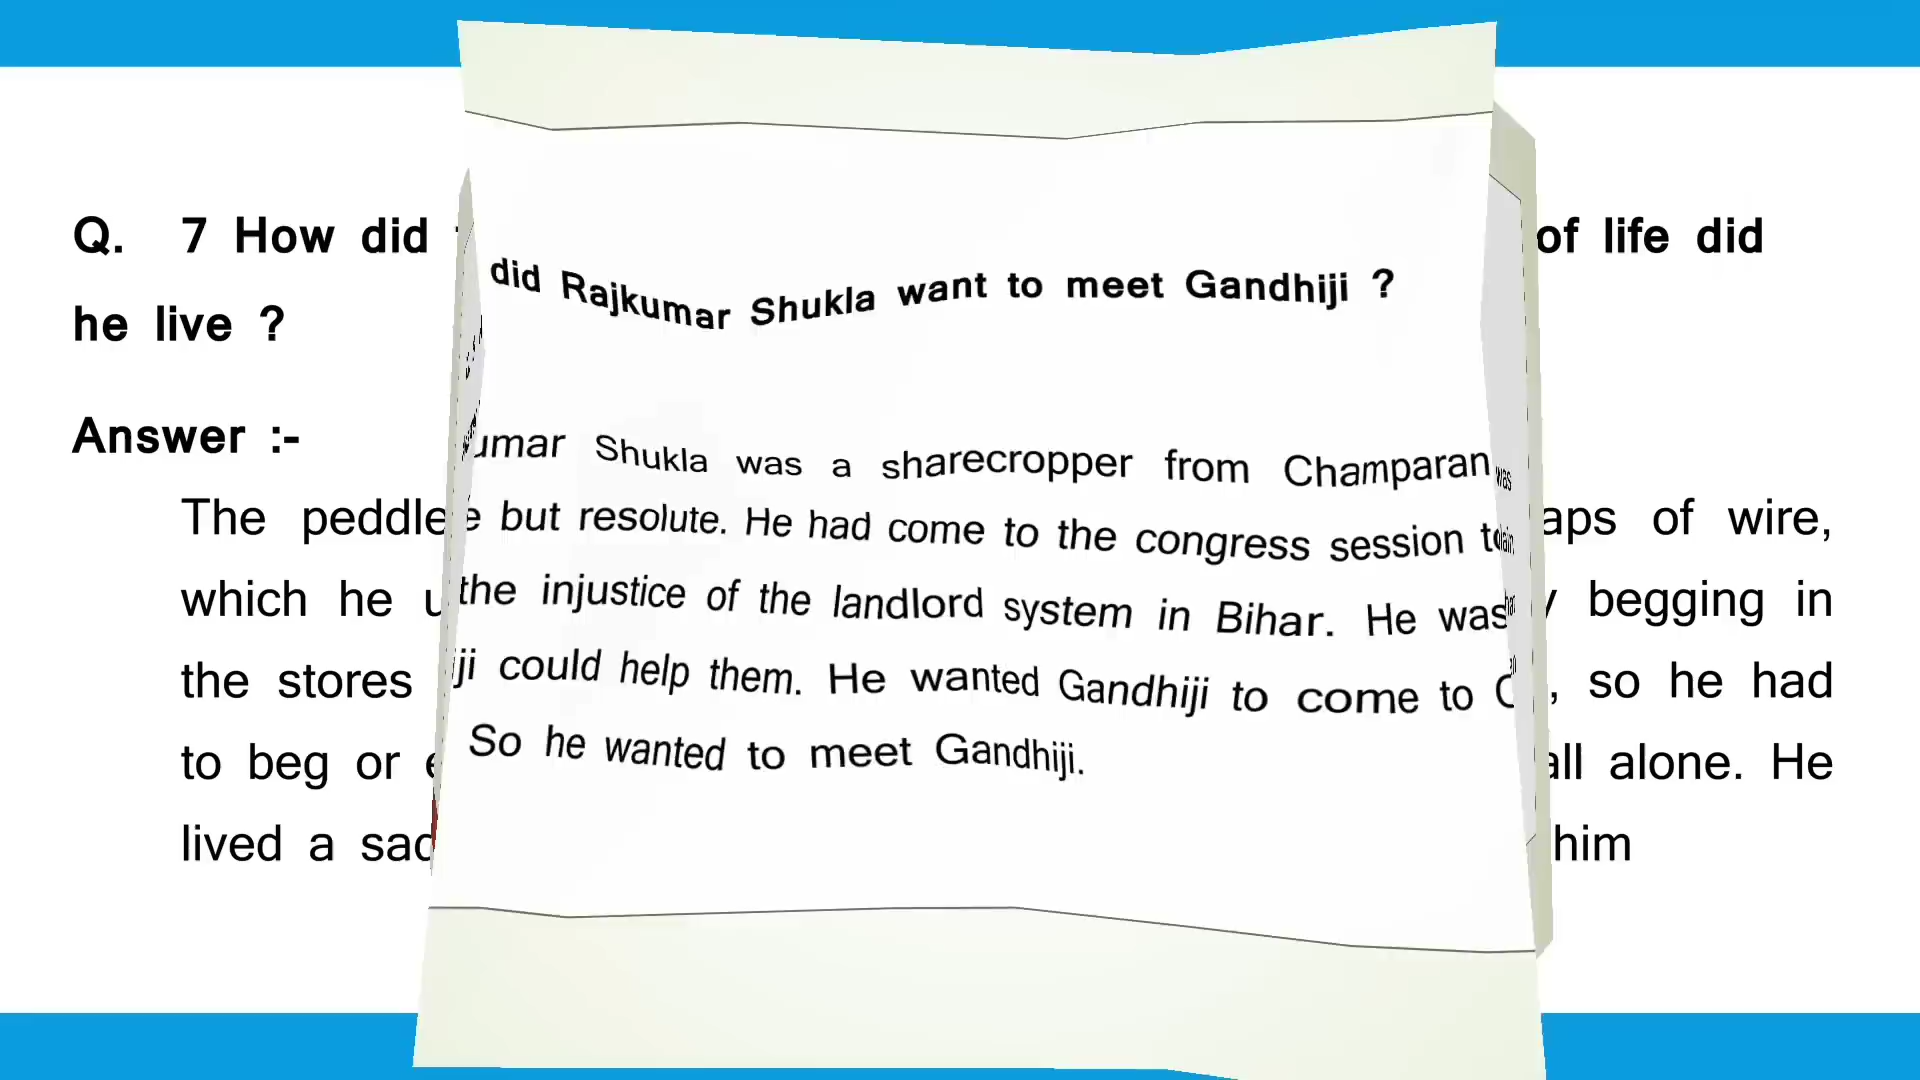 Q. 7 How did
of life did
he live ?
Answer :-
The peddle
aps of wire,
which he u
begging in
the stores
, so he had
to beg or
all alone. He
lived a sad
him
did Rajkumar Shukla want to meet Gandhiji ?
umar Shukla was a sharecropper from Champaran
but resolute. He had come to the congress session
the injustice of the landlord system in Bihar. He was
ji could help them. He wanted Gandhiji to come to
So he wanted to meet Gandhiji.